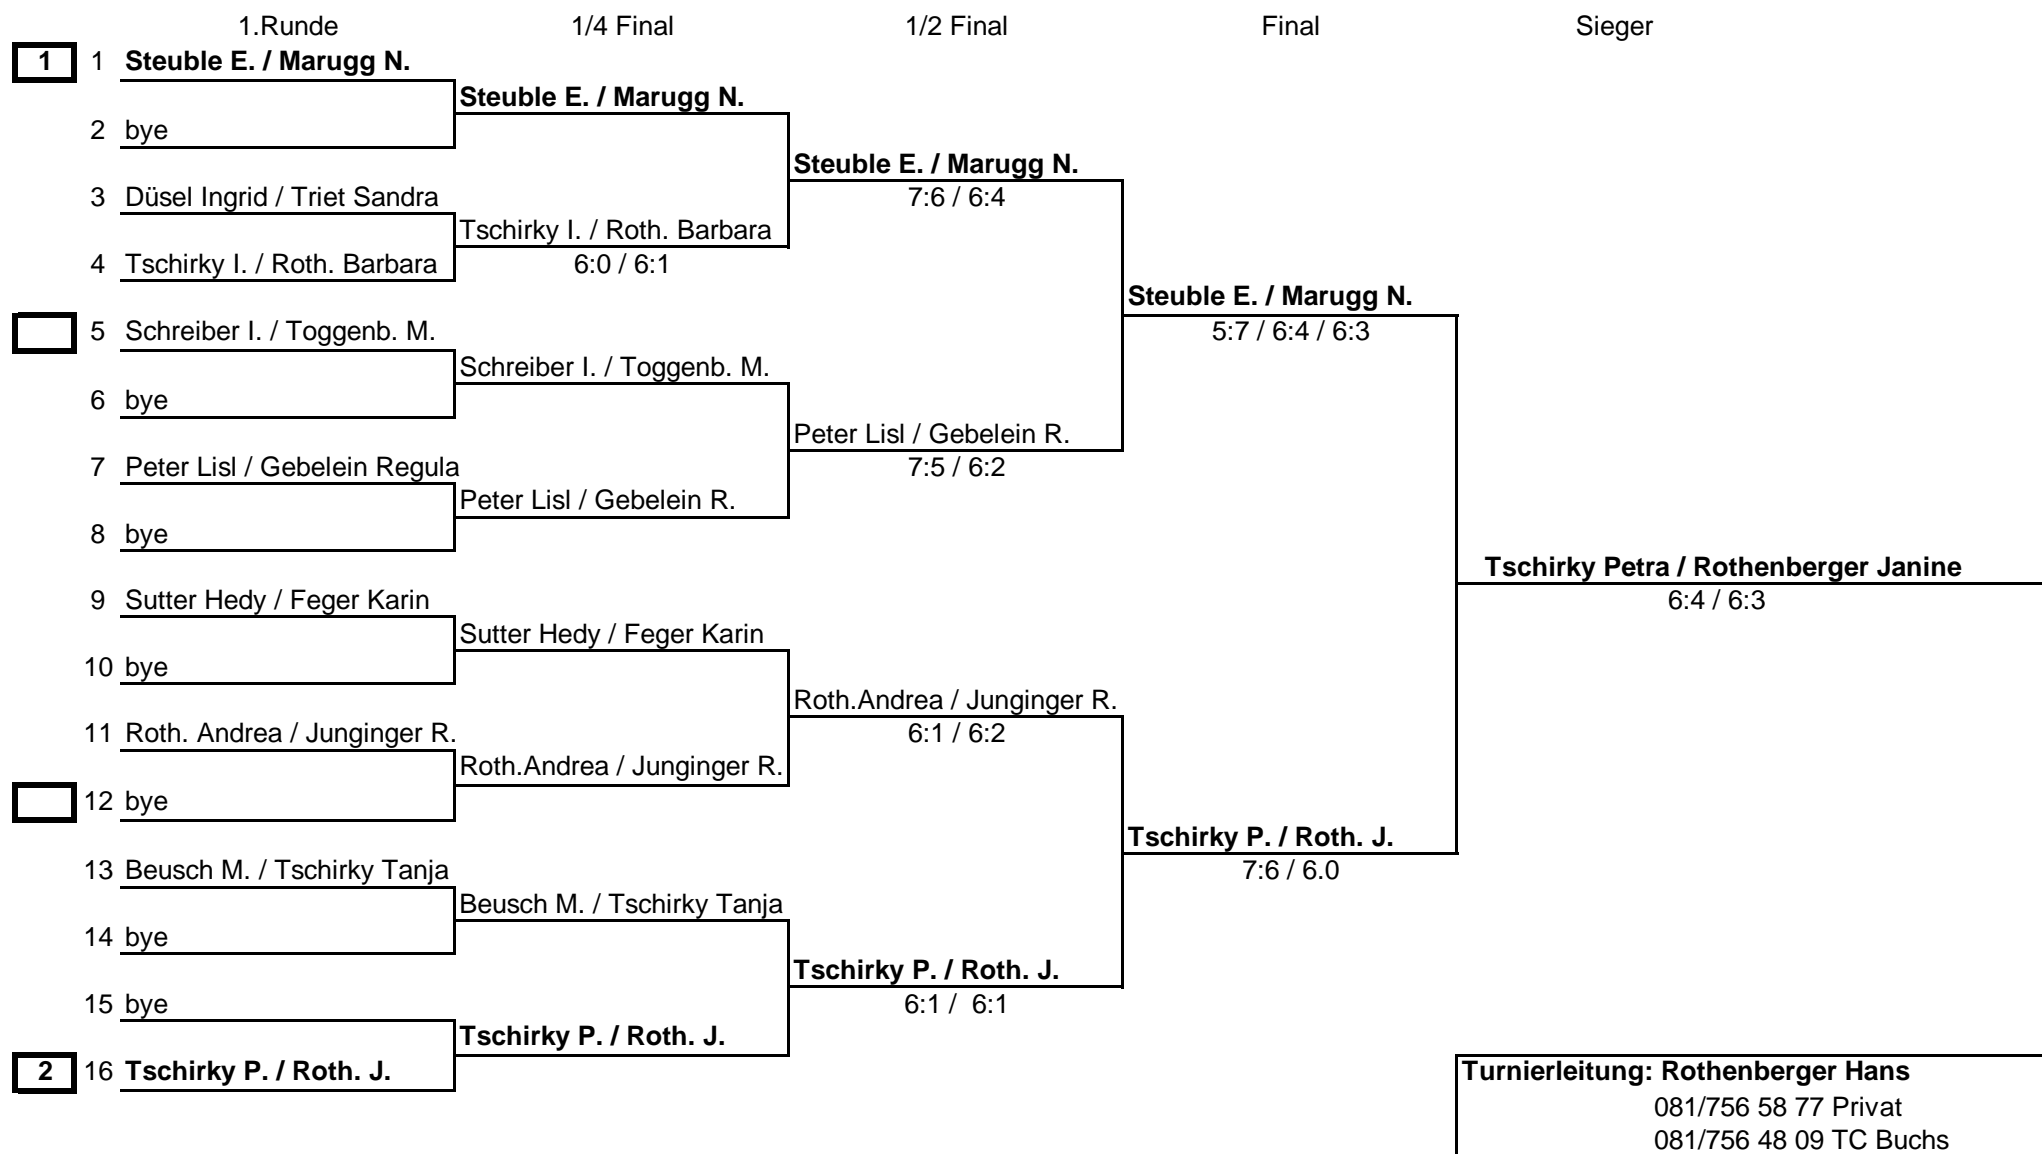 1.Runde 1/4 Final 1/2 Final Final Sieger
1 1 Steuble E. / Marugg N.
Steuble E. / Marugg N.
2 bye
Steuble E. / Marugg N.
3 Düsel Ingrid / Triet Sandra 7:6 / 6:4
Tschirky I. / Roth. Barbara
4 Tschirky I. / Roth. Barbara 6:0 / 6:1
Steuble E. / Marugg N.
5 Schreiber I. / Toggenb. M. 5:7 / 6:4 / 6:3
Schreiber I. / Toggenb. M.
6 bye
Peter Lisl / Gebelein R.
7 Peter Lisl / Gebelein Regula 7:5 / 6:2
Peter Lisl / Gebelein R.
8 bye
Tschirky Petra / Rothenberger Janine
9 Sutter Hedy / Feger Karin 6:4 / 6:3
Sutter Hedy / Feger Karin
10 bye
Roth.Andrea / Junginger R.
11 Roth. Andrea / Junginger R. 6:1 / 6:2
Roth.Andrea / Junginger R.
12 bye
Tschirky P. / Roth. J.
13 Beusch M. / Tschirky Tanja 7:6 / 6.0
Beusch M. / Tschirky Tanja
14 bye
Tschirky P. / Roth. J.
15 bye 6:1 / 6:1
Tschirky P. / Roth. J.
2 16 Tschirky P. / Roth. J. Turnierleitung: Rothenberger Hans
081/756 58 77 Privat
081/756 48 09 TC Buchs